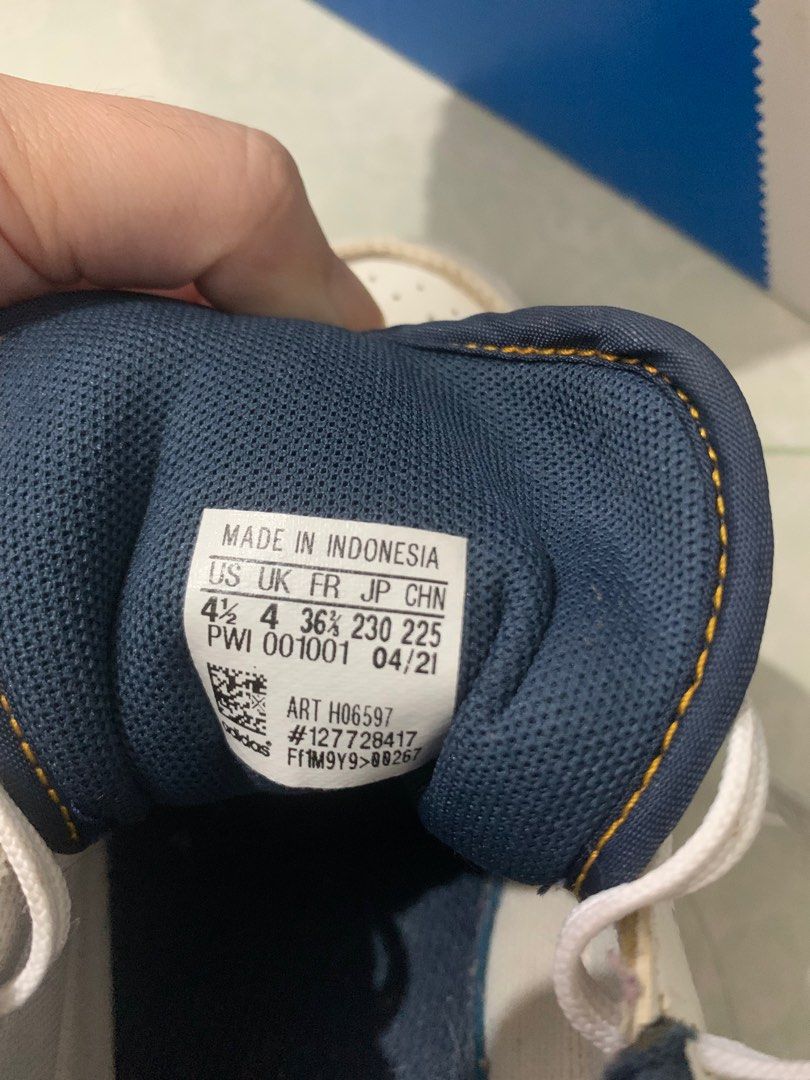 MADE IN INDONESIA
US UK FR JP CHN
4½ 4 36⅔ 230 225
PWI 001001 04/21
ART H06597
#127728417
Ff1M9Y9>00267
adidas